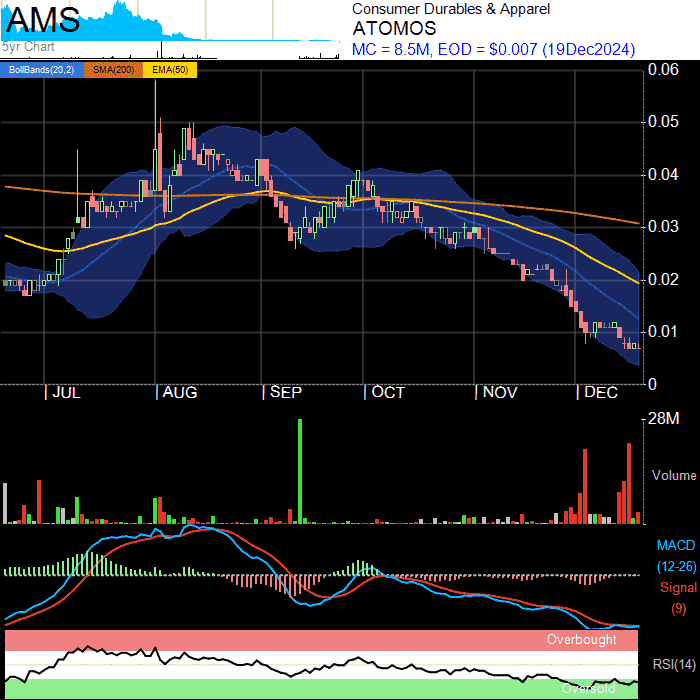 AMS
5yr Chart
Consumer Durables & Apparel
ATOMOS
MC = 8.5M, EOD = $0.007 (19Dec2024)
BollBands(20,2) SMA(200) EMA(50)
0.06
0.05
0.04
0.03
0.02
0.01
0
JUL AUG SEP OCT NOV DEC
28M
Volume
MACD
(12-26)
Signal
(9)
Overbought
RSI(14)
Oversold